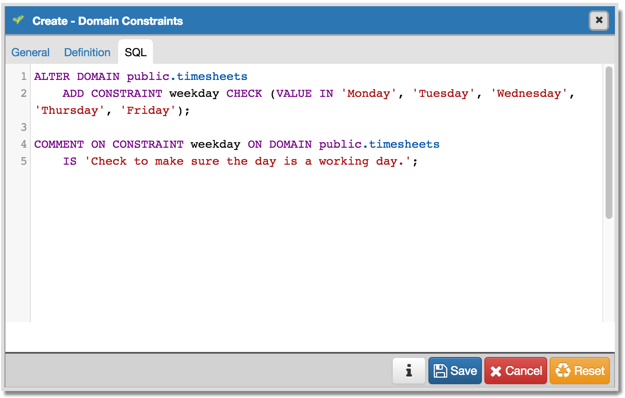 Create - Domain Constraints
General Definition SQL
1 ALTER DOMAIN public.timesheets
2 ADD CONSTRAINT weekday CHECK (VALUE IN 'Monday', 'Tuesday', 'Wednesday',
'Thursday', 'Friday');
3
4 COMMENT ON CONSTRAINT weekday ON DOMAIN public.timesheets
5 IS 'Check to make sure the day is a working day.';
i Save Cancel Reset